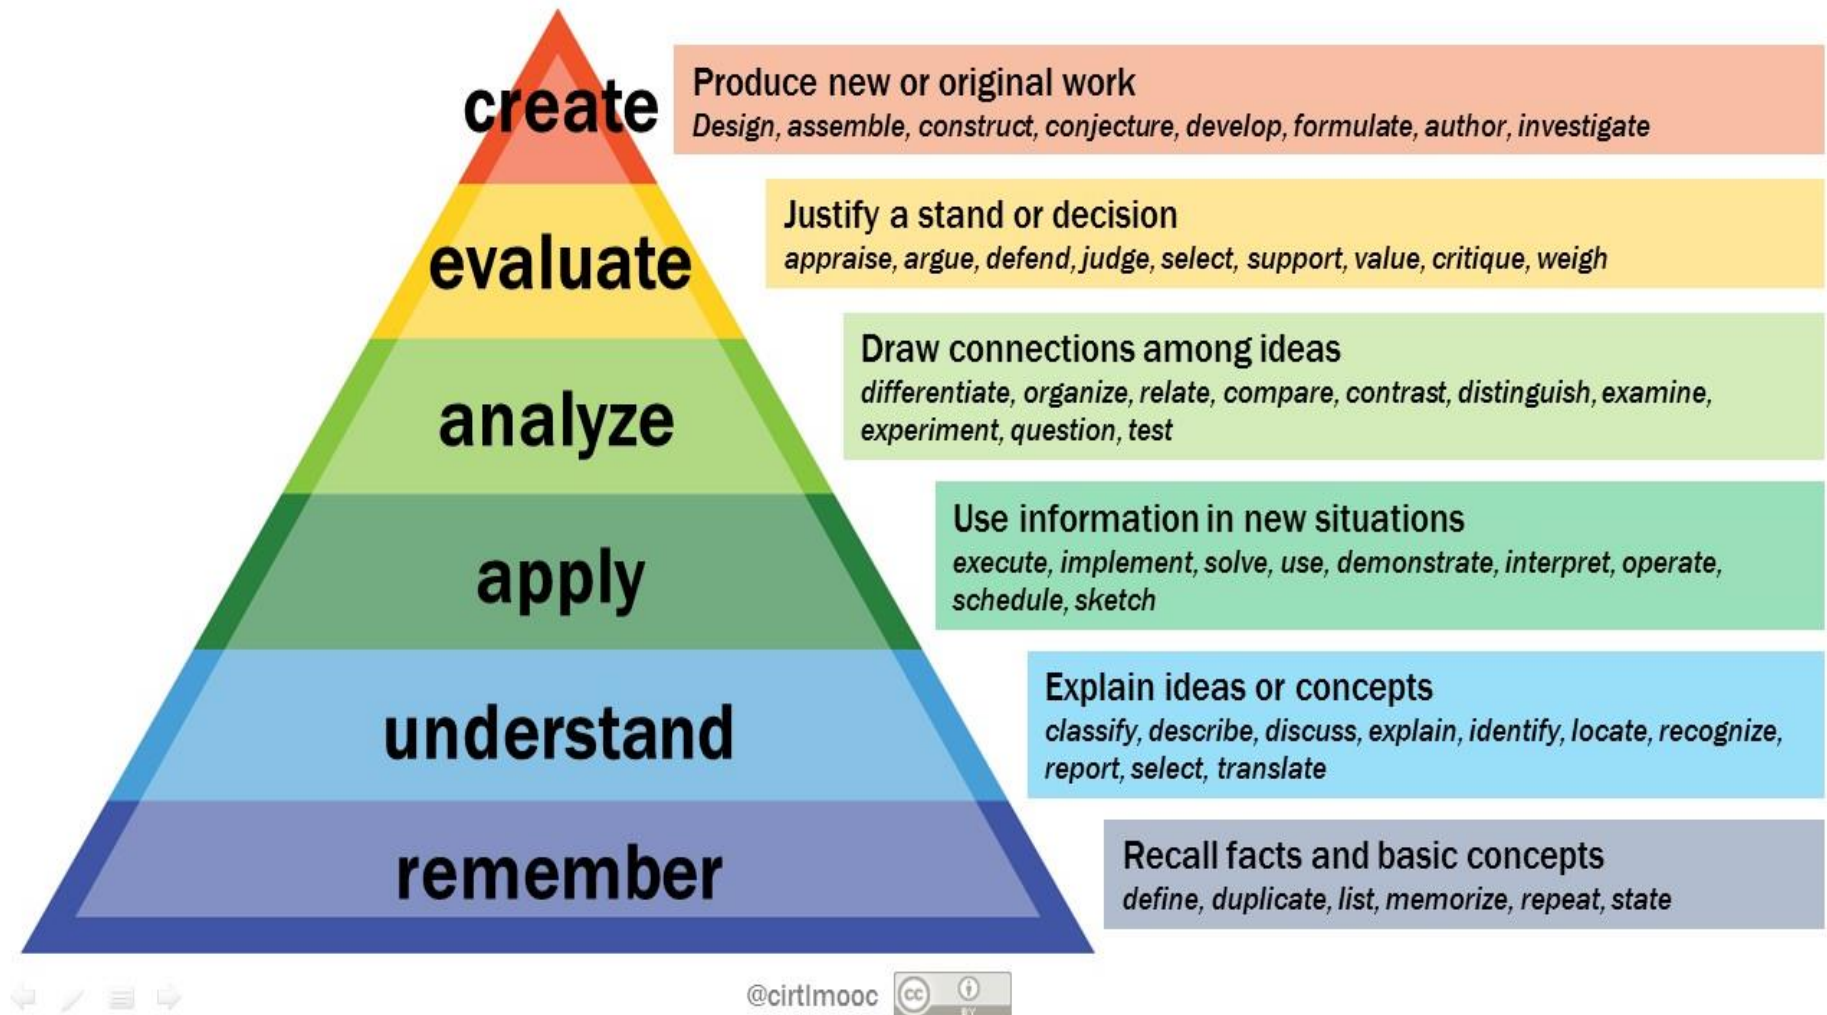 create
Produce new or original work
Design, assemble, construct, conjecture, develop, formulate, author, investigate
evaluate
Justify a stand or decision
appraise, argue, defend, judge, select, support, value, critique, weigh
analyze
Draw connections among ideas
differentiate, organize, relate, compare, contrast, distinguish, examine,
experiment, question, test
apply
Use information in new situations
execute, implement, solve, use, demonstrate, interpret, operate,
schedule, sketch
understand
Explain ideas or concepts
classify, describe, discuss, explain, identify, locate, recognize,
report, select, translate
remember
Recall facts and basic concepts
define, duplicate, list, memorize, repeat, state
@cirtlmooc
cc
BY